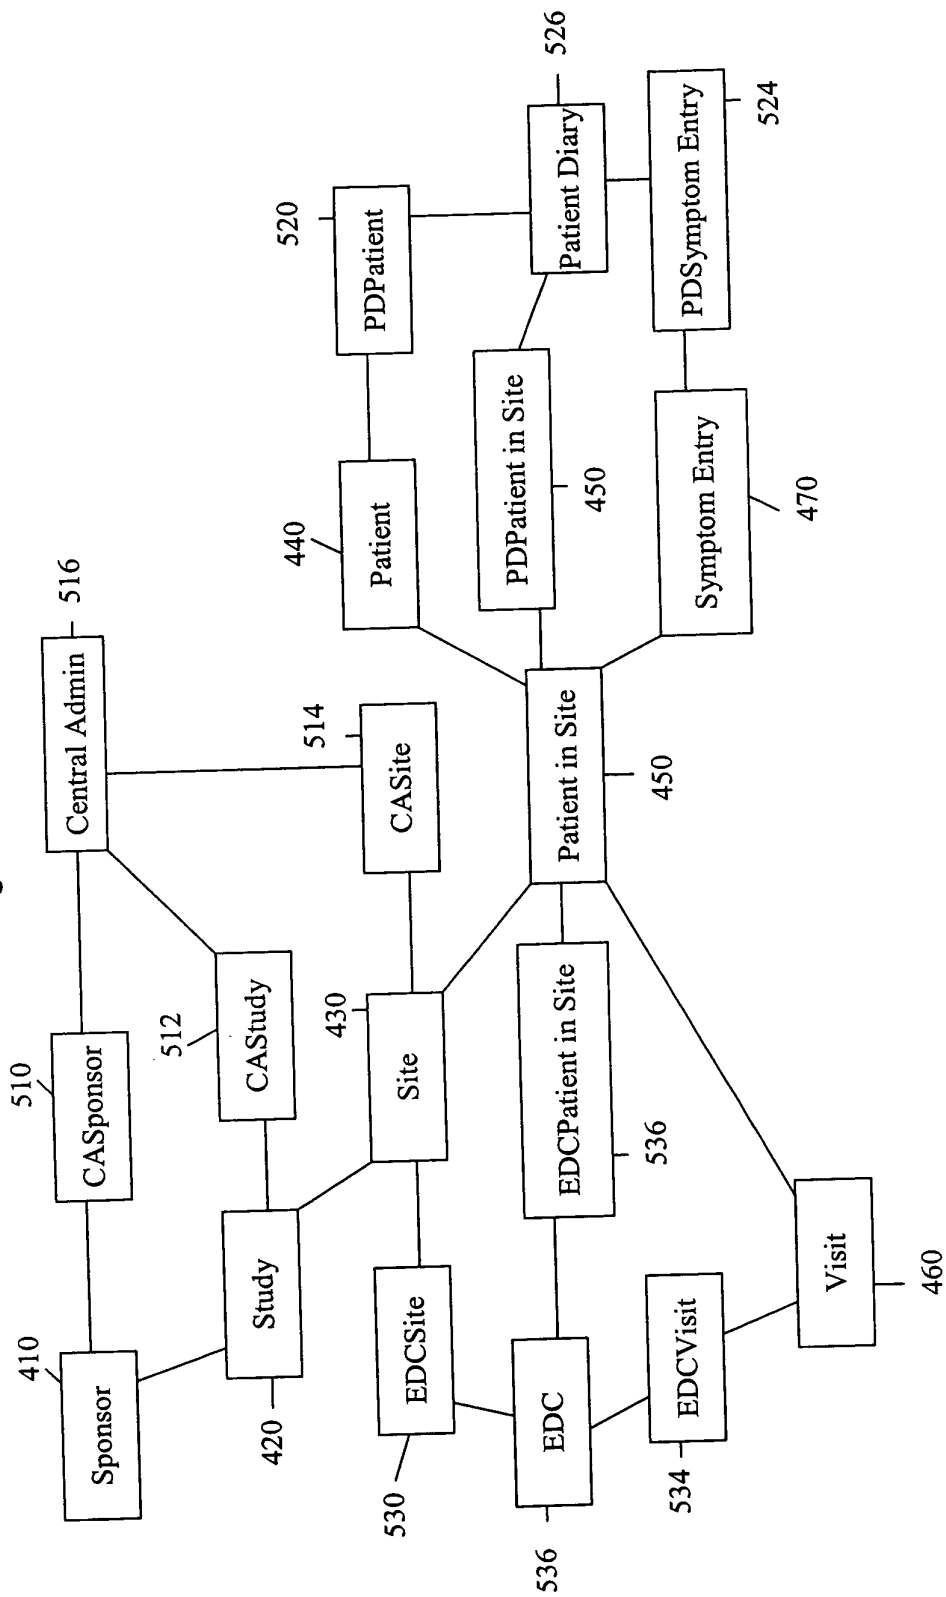 516
Central Admin
510
CASponsor
410
Sponsor
512
CAStudy
514
CASite
Study
420
430
Site
EDCSite
530
440
Patient
520
PDPatient
526
Patient Diary
PDPatient in Site
450
Patient in Site
450
EDCPatient in Site
536
EDC
536
PDSymptom Entry
524
Symptom Entry
470
EDCVisit
534
Visit
460